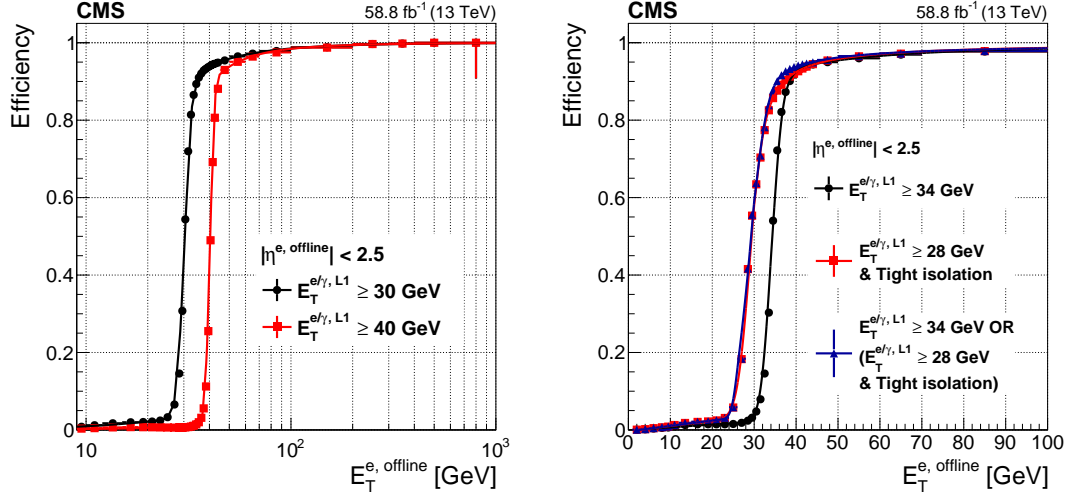 CMS
58.8 fb⁻¹ (13 TeV)
Efficiency
1
0.8
0.6
0.4
0.2
0
|η^{e, offline}| < 2.5
E_T^{e/γ, L1} ≥ 30 GeV
E_T^{e/γ, L1} ≥ 40 GeV
10
10²
10³
E_T^{e, offline} [GeV]
CMS
58.8 fb⁻¹ (13 TeV)
Efficiency
1
0.8
0.6
0.4
0.2
0
|η^{e, offline}| < 2.5
E_T^{e/γ, L1} ≥ 34 GeV
E_T^{e/γ, L1} ≥ 28 GeV
& Tight isolation
E_T^{e/γ, L1} ≥ 34 GeV OR
(E_T^{e/γ, L1} ≥ 28 GeV
& Tight isolation)
0 10 20 30 40 50 60 70 80 90 100
E_T^{e, offline} [GeV]